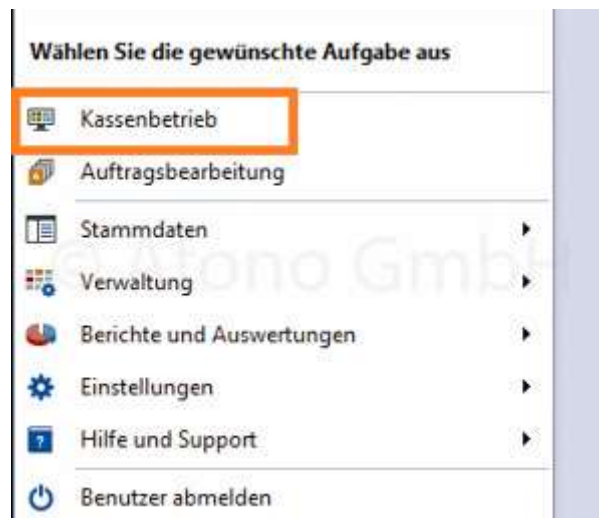 Wählen Sie die gewünschte Aufgabe aus
Kassenbetrieb
Auftragsbearbeitung
Stammdaten
© Atono GmbH
Verwaltung
Berichte und Auswertungen
Einstellungen
Hilfe und Support
Benutzer abmelden